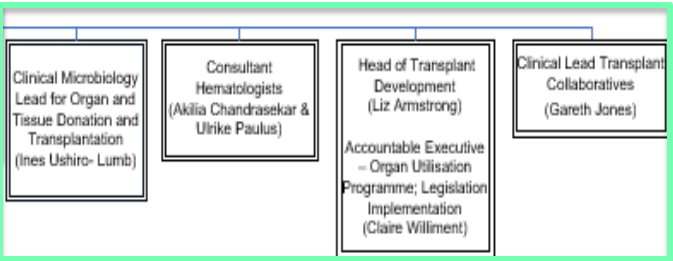 Clinical Microbiology
Lead for Organ and
Tissue Donation and
Transplantation
(Ines Ushiro- Lumb)
Consultant
Hematologists
(Akilia Chandrasekar &
Ulrike Paulus)
Head of Transplant
Development
(Liz Armstrong)
Accountable Executive
– Organ Utilisation
Programme; Legislation
Implementation
(Claire Williment)
Clinical Lead Transplant
Collaboratives
(Gareth Jones)